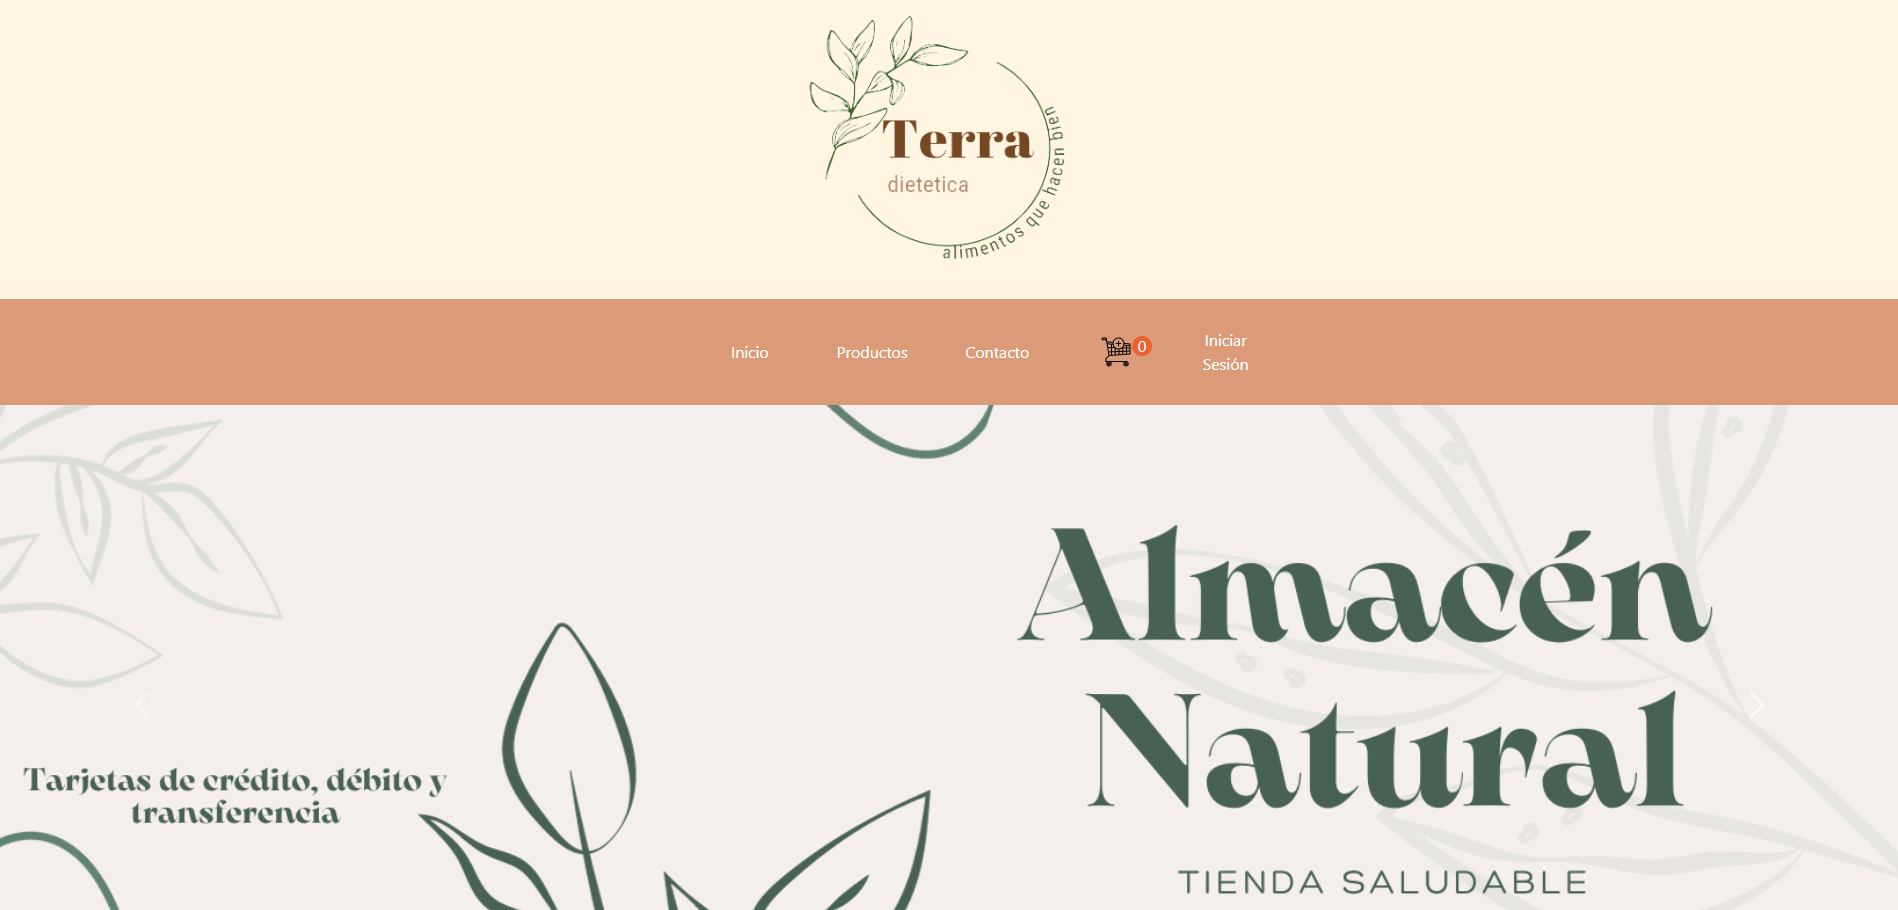 Terra
dietetica
alimentos que hacen bien
Inicio
Productos
Contacto
0
Iniciar
Sesión
Almacén
Natural
Tarjetas de crédito, débito y
transferencia
TIENDA SALUDABLE